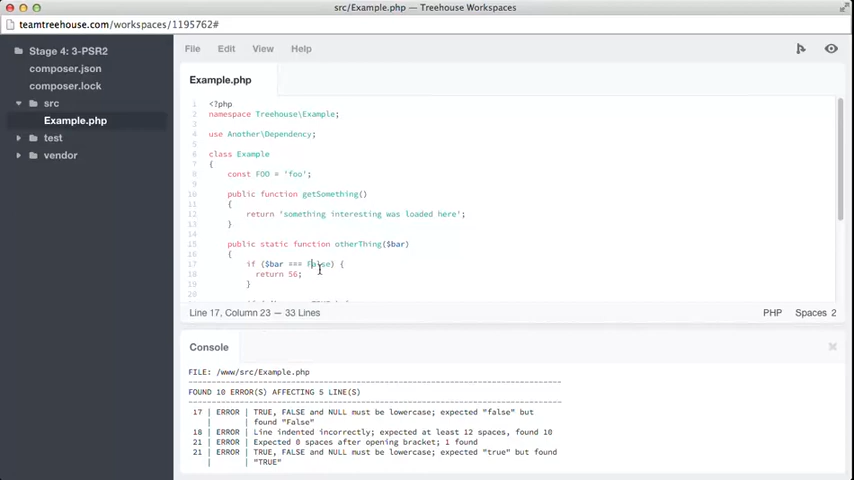 src/Example.php — Treehouse Workspaces
teamtreehouse.com/workspaces/1195762#
Stage 4: 3-PSR2
composer.json
composer.lock
src
Example.php
test
vendor
File Edit View Help
Example.php
1 <?php
2 namespace Treehouse\Example;
3
4 use Another\Dependency;
5
6 class Example
7 {
8 const FOO = 'foo';
9
10 public function getSomething()
11 {
12 return 'something interesting was loaded here';
13 }
14
15 public static function otherThing($bar)
16 {
17 if ($bar === False) {
18 return 56;
19 }
20
Line 17, Column 23 — 33 Lines
PHP Spaces 2
Console
FILE: /www/src/Example.php
--------------------------------------------------------------------------------
FOUND 10 ERROR(S) AFFECTING 5 LINE(S)
--------------------------------------------------------------------------------
17 | ERROR | TRUE, FALSE and NULL must be lowercase; expected "false" but
| | found "False"
18 | ERROR | Line indented incorrectly; expected at least 12 spaces, found 10
21 | ERROR | Expected 0 spaces after opening bracket; 1 found
21 | ERROR | TRUE, FALSE and NULL must be lowercase; expected "true" but found
| | "TRUE"